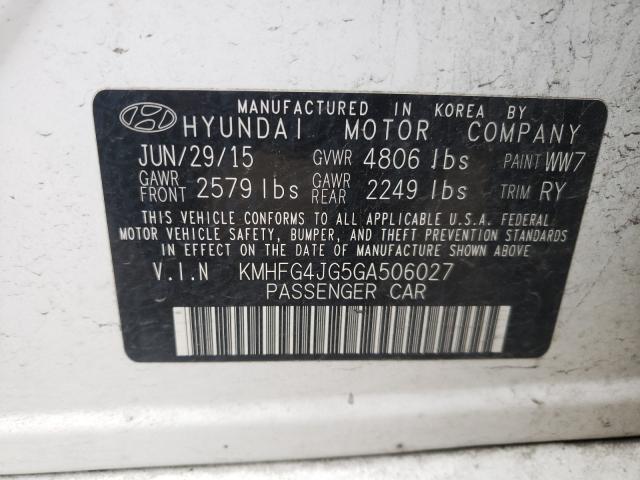 MANUFACTURED IN KOREA BY
HYUNDAI MOTOR COMPANY
JUN/29/15 GVWR 4806 lbs PAINT WW7
GAWR FRONT 2579 lbs GAWR REAR 2249 lbs TRIM RY
THIS VEHICLE CONFORMS TO ALL APPLICABLE U.S.A. FEDERAL
MOTOR VEHICLE SAFETY, BUMPER, AND THEFT PREVENTION STANDARDS
IN EFFECT ON THE DATE OF MANUFACTURE SHOWN ABOVE
V.I.N KMHFG4JG5GA506027
PASSENGER CAR